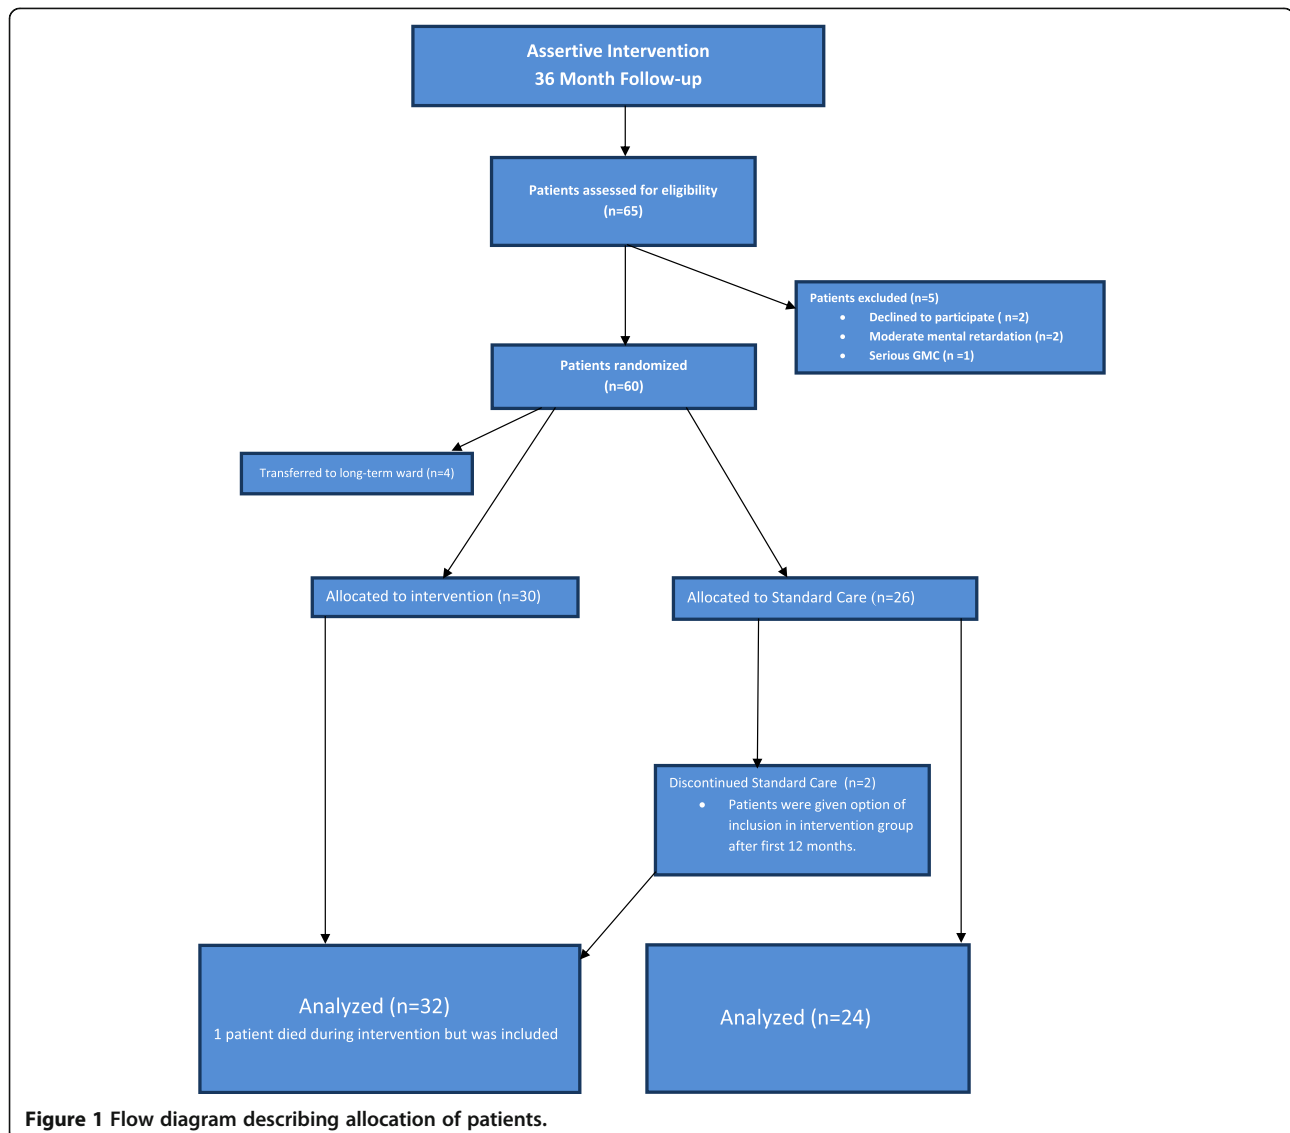 Assertive Intervention
36 Month Follow-up
Patients assessed for eligibility
(n=65)
Patients excluded (n=5)
• Declined to participate ( n=2)
• Moderate mental retardation (n=2)
• Serious GMC (n =1)
Patients randomized
(n=60)
Transferred to long-term ward (n=4)
Allocated to intervention (n=30)
Allocated to Standard Care (n=26)
Discontinued Standard Care (n=2)
• Patients were given option of
inclusion in intervention group
after first 12 months.
Analyzed (n=32)
1 patient died during intervention but was included
Analyzed (n=24)
Figure 1 Flow diagram describing allocation of patients.